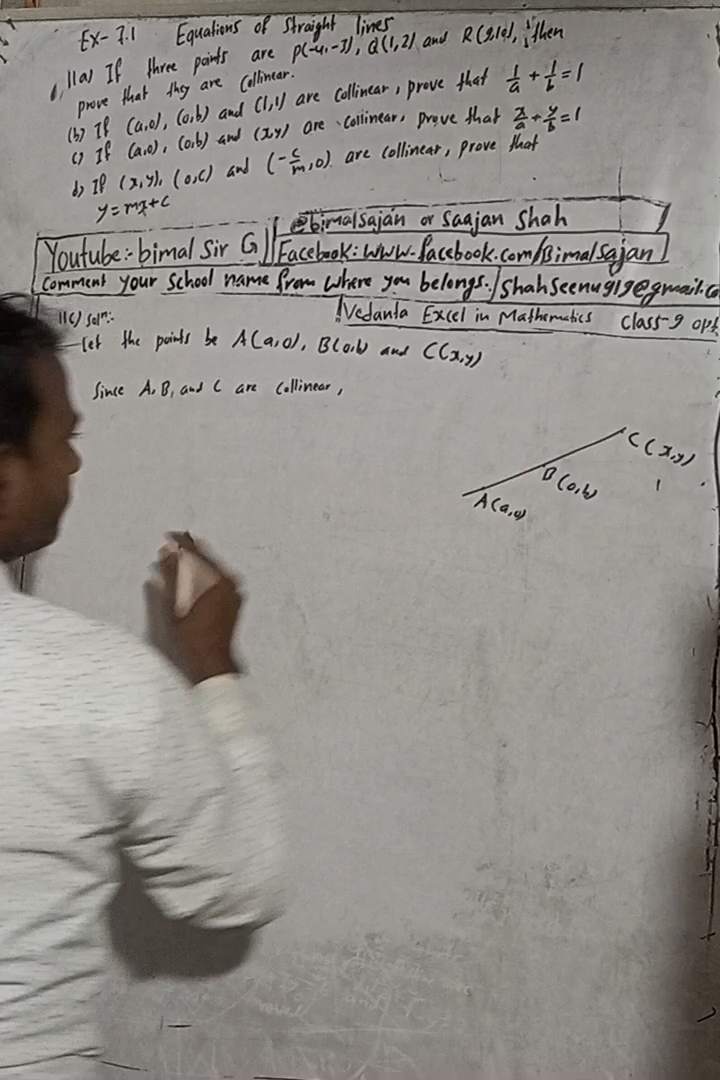 Ex- 7.1 Equations of Straight lines
11a) If three points are P(-4,-3), Q(1,2) and R(9,10), then
prove that they are Collinear.
(b) If (a,0), (0,b) and (1,1) are Collinear, prove that 1/a + 1/b = 1
c) If (a,0), (0,b) and (x,y) are Collinear, prove that x/a + y/b = 1
d) If (x,y), (0,c) and (-c/m,0) are collinear, prove that
y=mx+c
@bimalsajan or Saajan Shah
Youtube:- bimal Sir G
Facebook: www.facebook.com/Bimalsajan
Comment your School name from where you belongs.
Shahseenu919@gmail.co
Vedanta Excel in Mathematics Class-9 opt
11c) Solⁿ:-
let the points be A(a,0), B(0,b) and C(x,y)
Since A, B, and C are Collinear,
C(x,y)
B(0,b)
A(a,0)